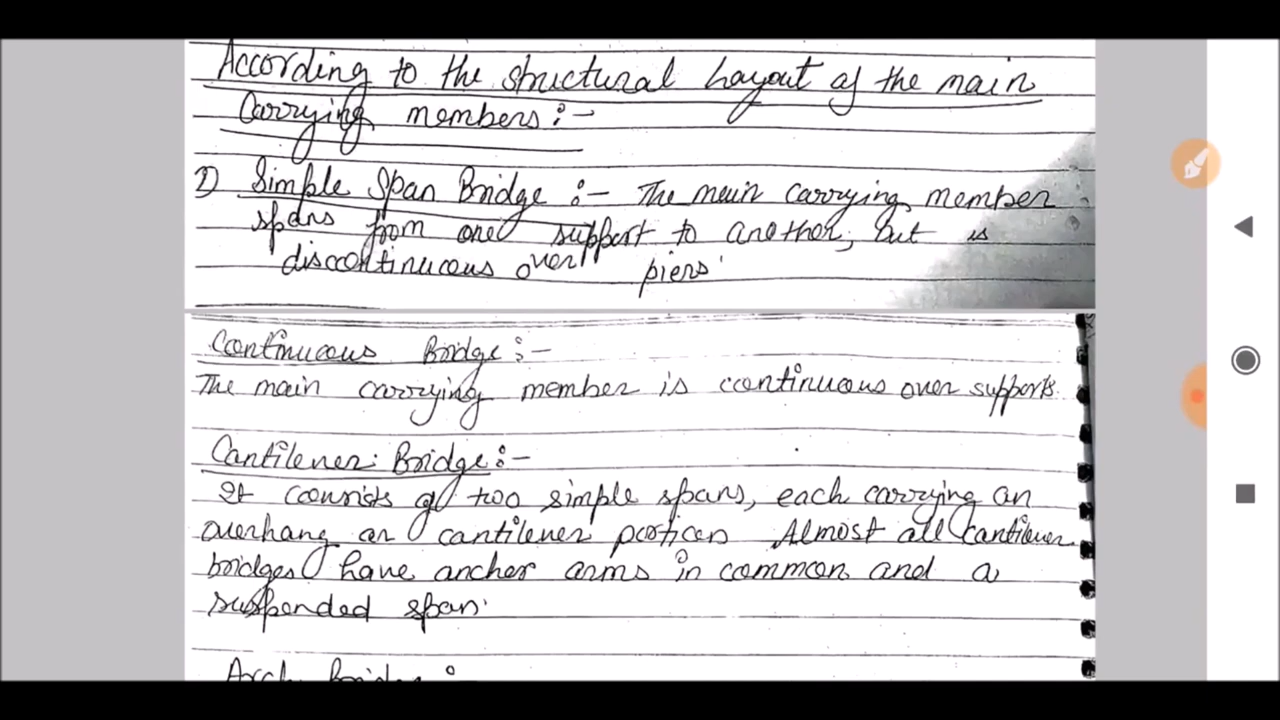 According to the structural Layout of the main
Carrying members :-
1) Simple Span Bridge :- The main carrying member
spans from one support to another, but is
discontinuous over piers.
Continuous Bridge :-
The main carrying member is continuous over supports.
Cantilever Bridge :-
It consists of two simple spans, each carrying an
overhang or cantilever portion Almost all Cantilever
bridges have ancher arms in common and a
suspended span.
Arch Bridge :